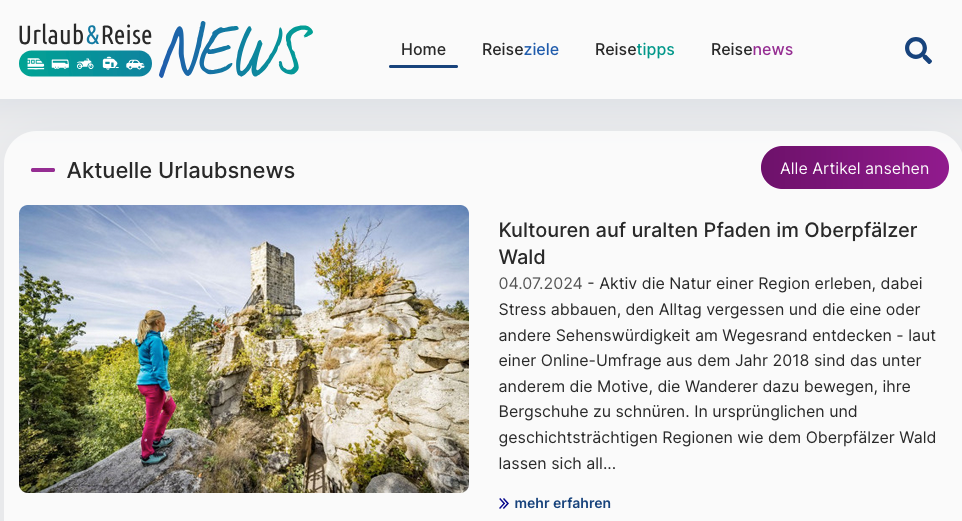 Urlaub&Reise NEWS
Home Reiseziele Reisetipps Reisenews
Aktuelle Urlaubsnews
Alle Artikel ansehen
Kultouren auf uralten Pfaden im Oberpfälzer
Wald
04.07.2024 - Aktiv die Natur einer Region erleben, dabei
Stress abbauen, den Alltag vergessen und die eine oder
andere Sehenswürdigkeit am Wegesrand entdecken - laut
einer Online-Umfrage aus dem Jahr 2018 sind das unter
anderem die Motive, die Wanderer dazu bewegen, ihre
Bergschuhe zu schnüren. In ursprünglichen und
geschichtsträchtigen Regionen wie dem Oberpfälzer Wald
lassen sich all...
mehr erfahren